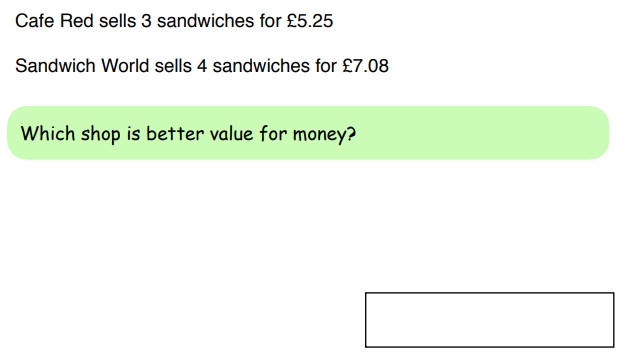 Cafe Red sells 3 sandwiches for £5.25
Sandwich World sells 4 sandwiches for £7.08
Which shop is better value for money?